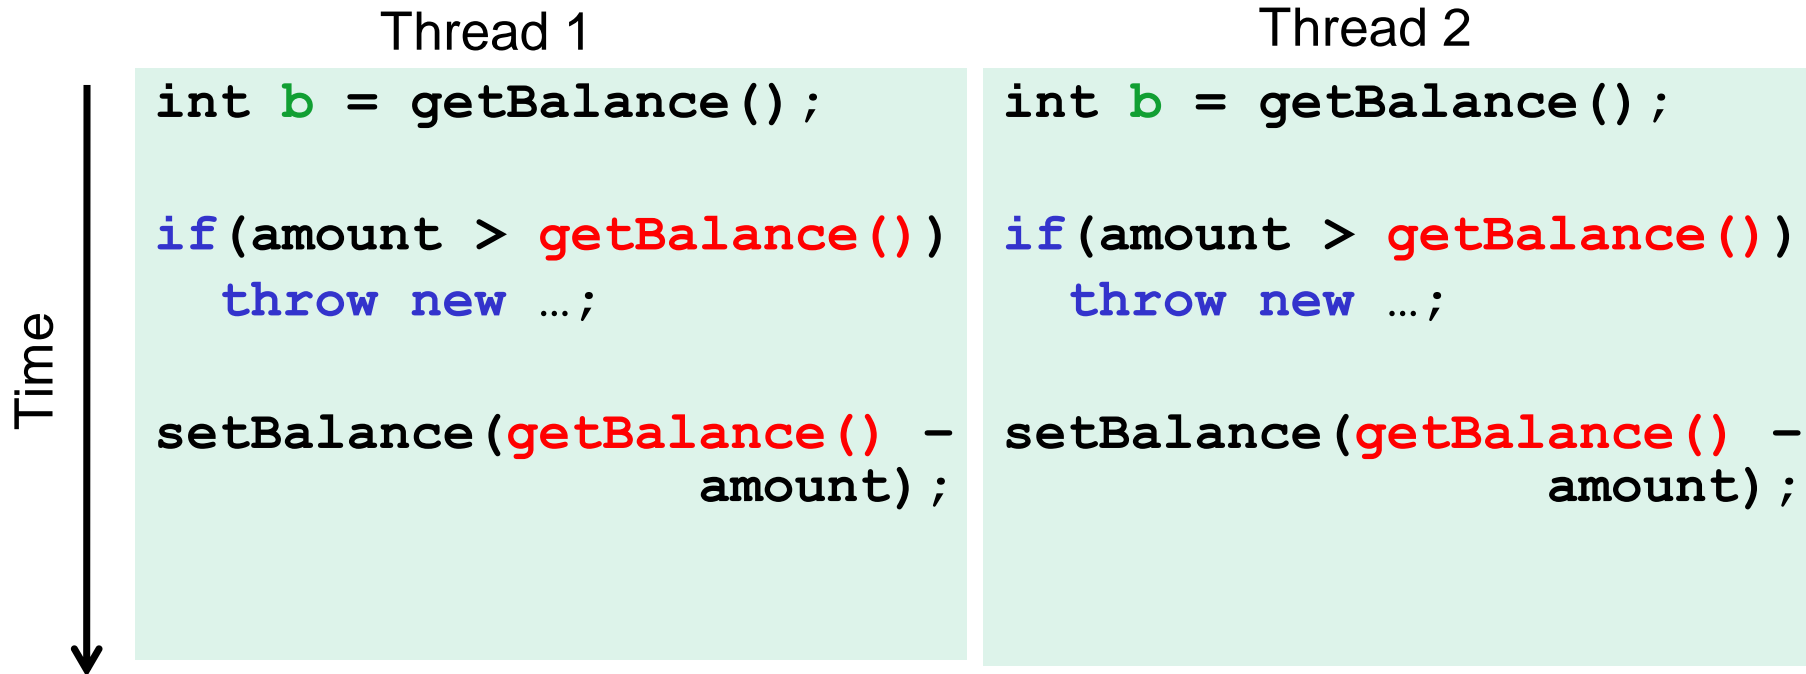 Thread 1
int b = getBalance();
if(amount > getBalance())
throw new …;
setBalance(getBalance() –
amount);
Thread 2
int b = getBalance();
if(amount > getBalance())
throw new …;
setBalance(getBalance() –
amount);
Time